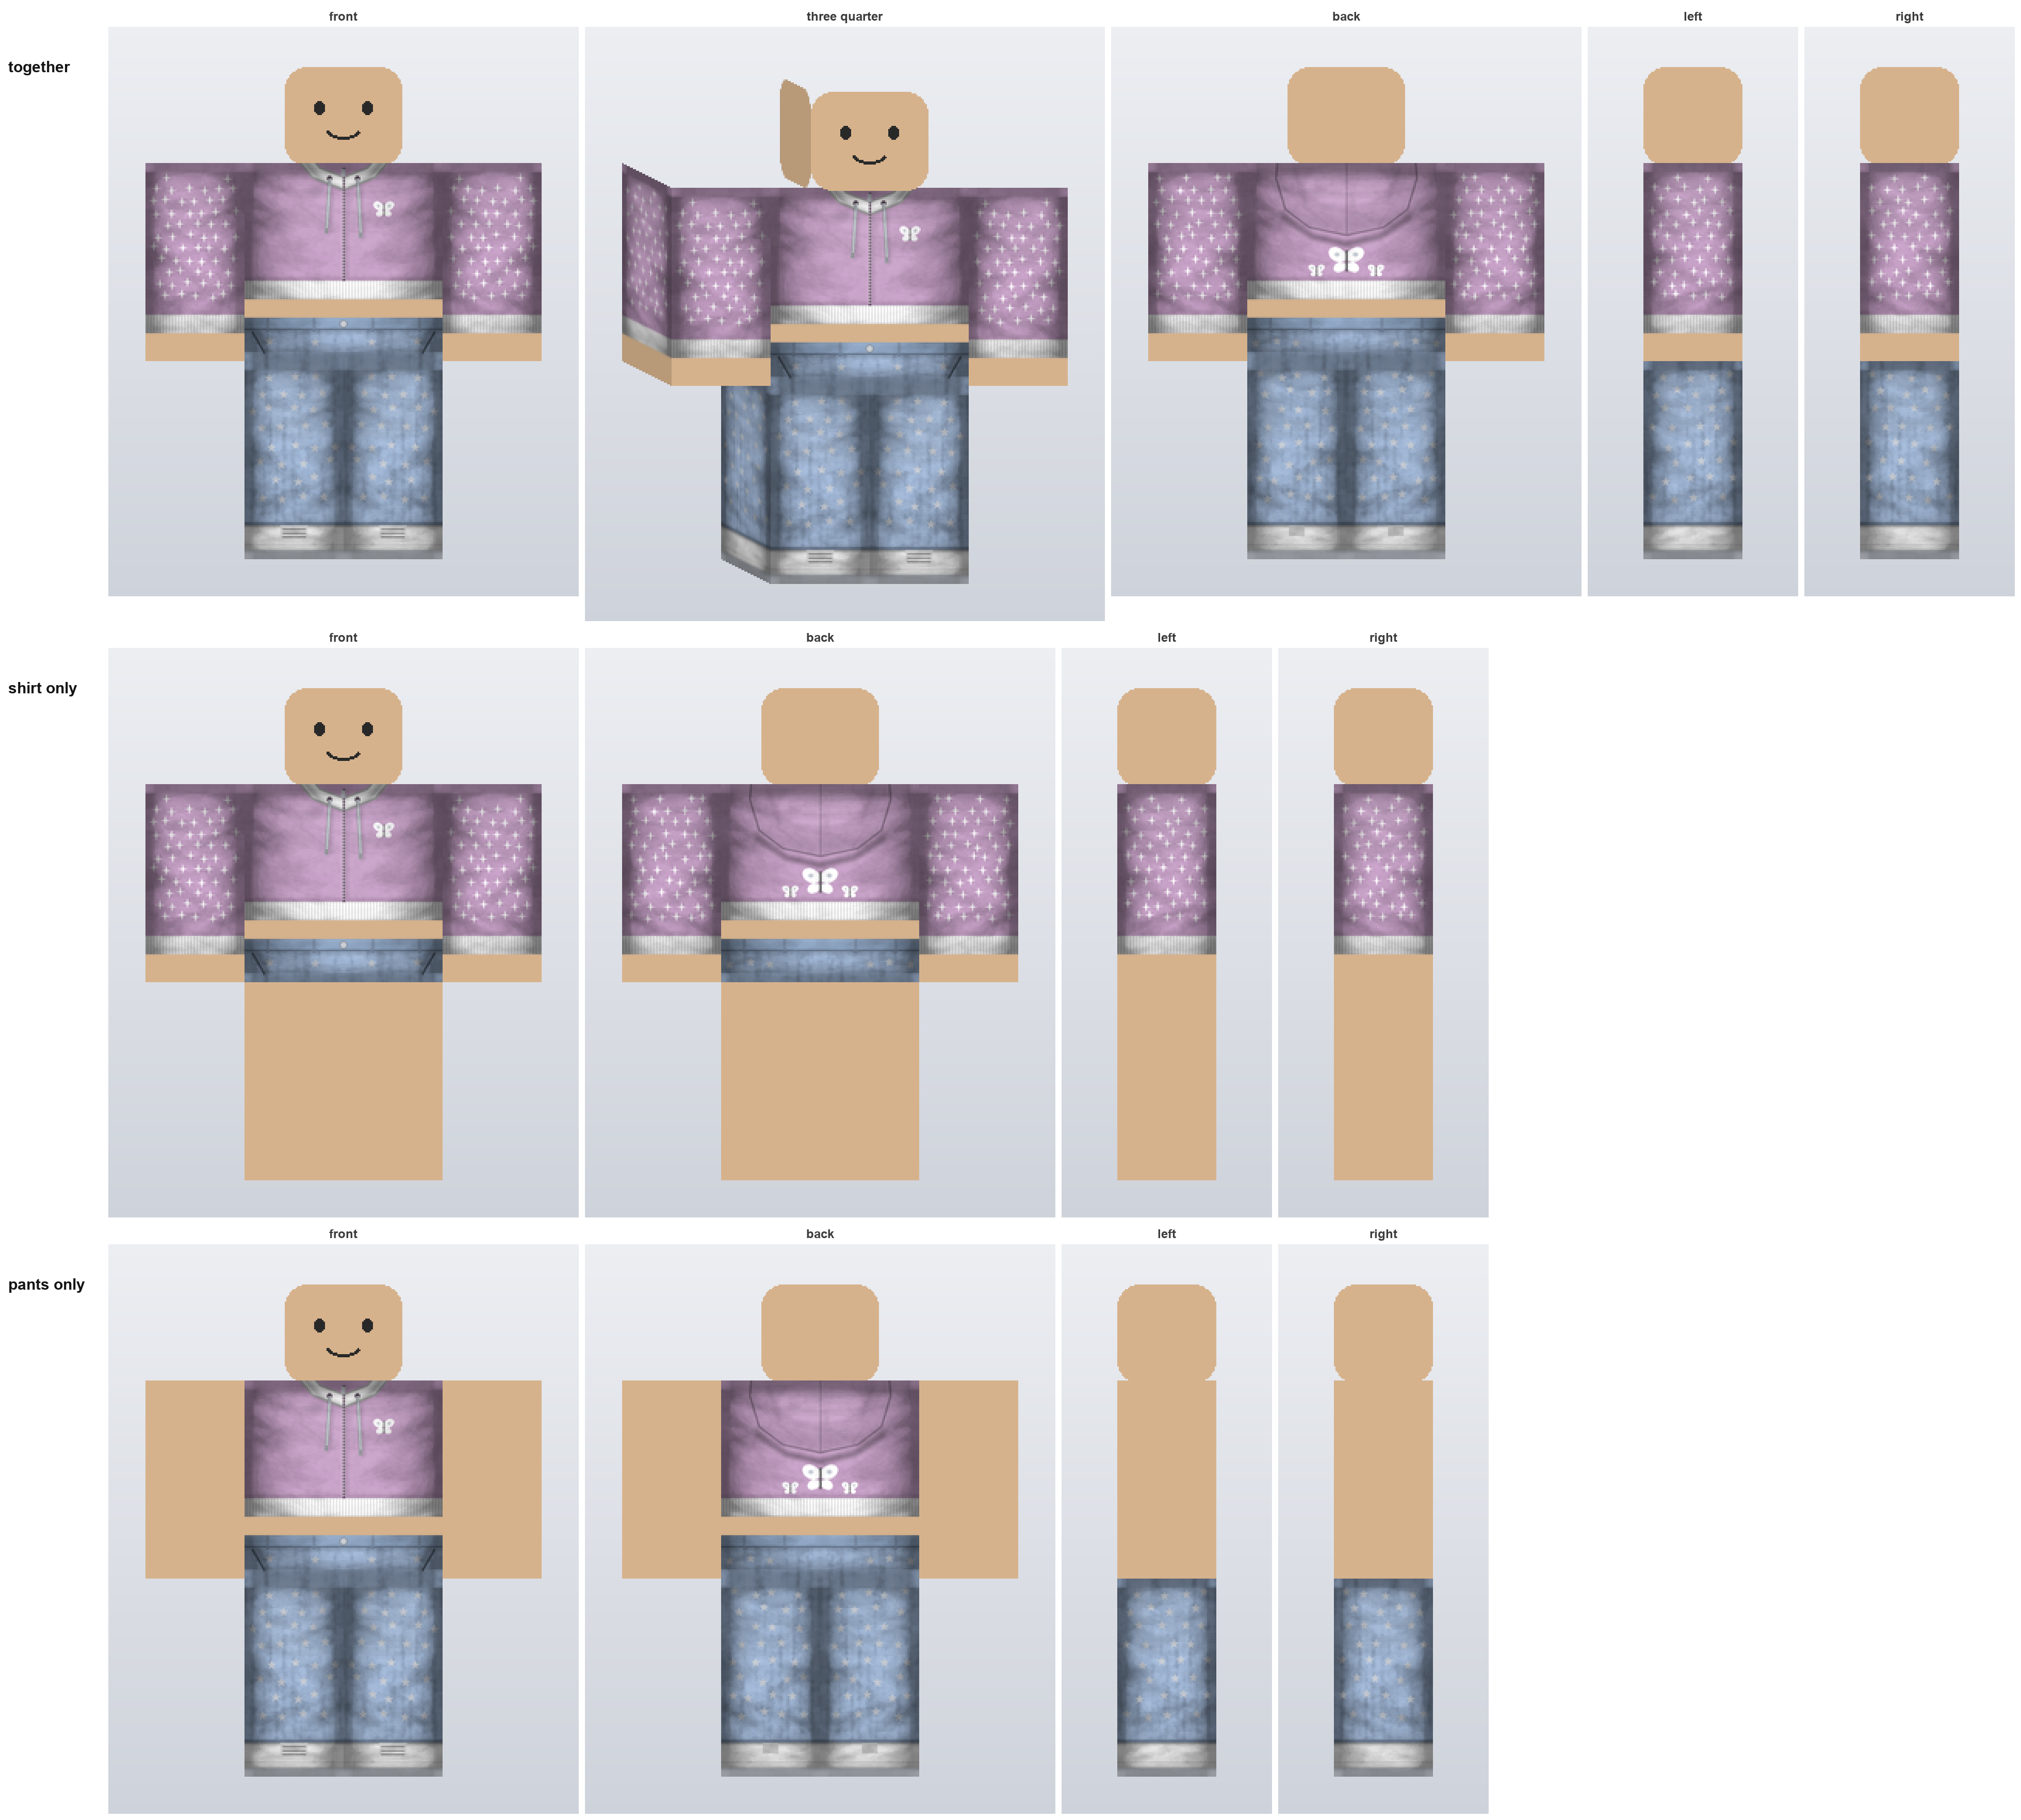 front
three quarter
back
left
right
together
front
back
left
right
shirt only
front
back
left
right
pants only